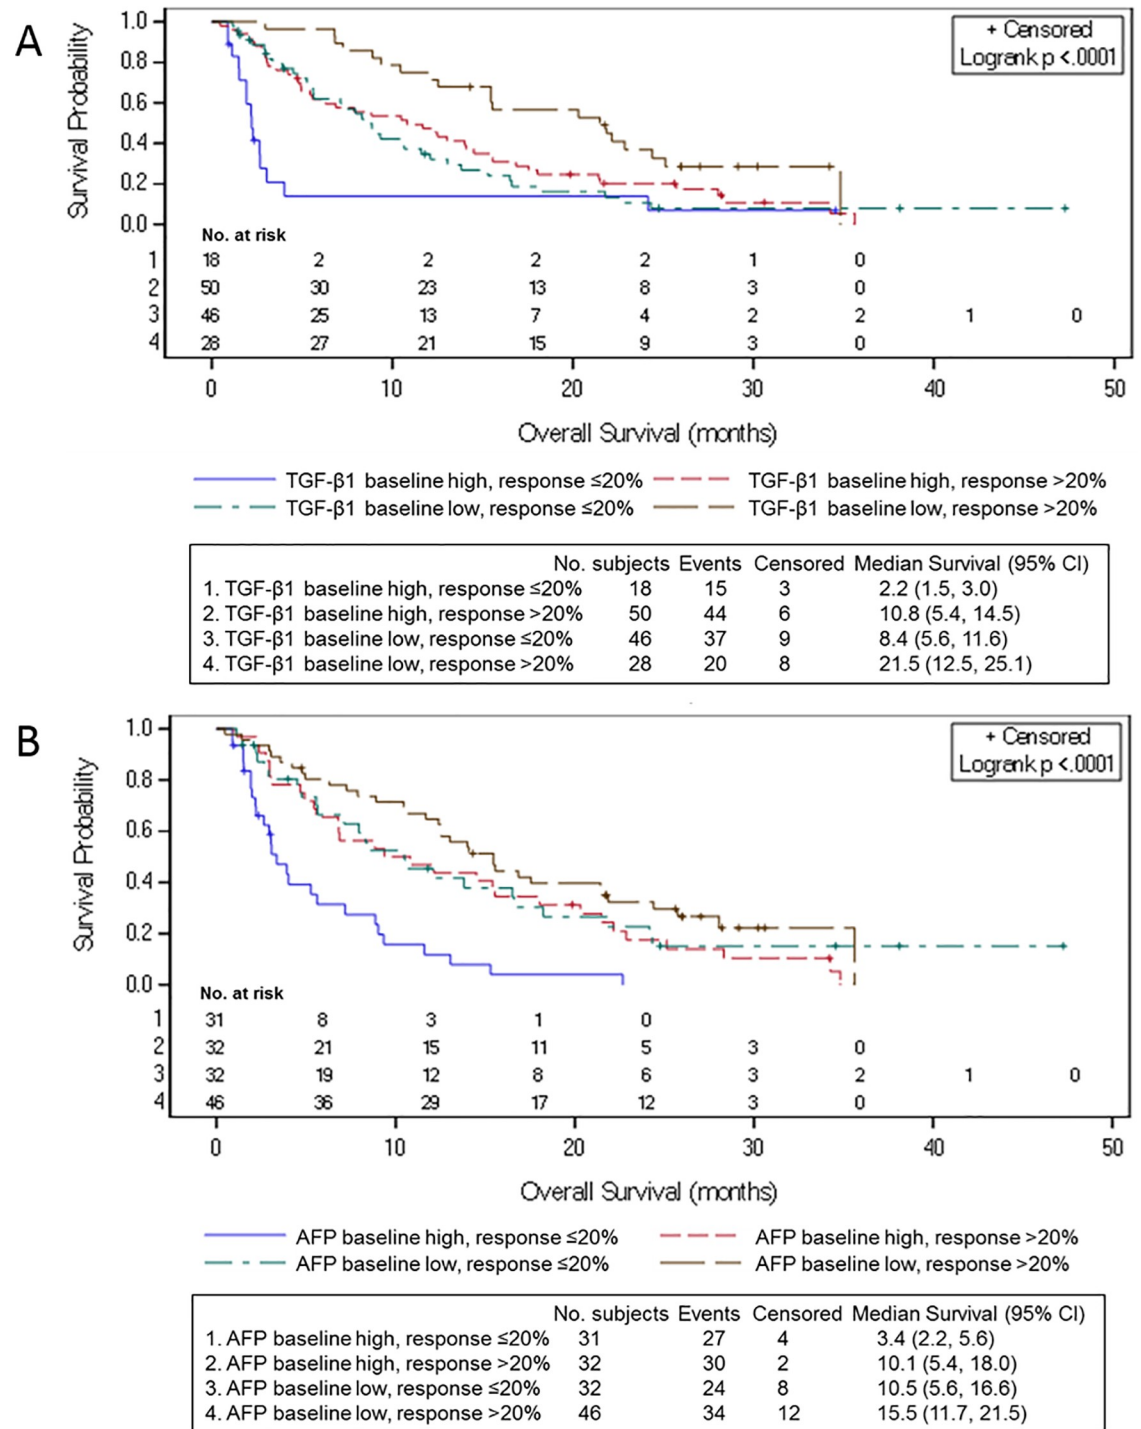 A
Survival Probability
1.0
0.8
0.6
0.4
0.2
0.0
+ Censored
Logrank p <.0001
No. at risk
1 18 2 2 2 2 1 0
2 50 30 23 13 8 3 0
3 46 25 13 7 4 2 2 1 0
4 28 27 21 15 9 3 0
0 10 20 30 40 50
Overall Survival (months)
TGF-β1 baseline high, response ≤20% TGF-β1 baseline high, response >20%
TGF-β1 baseline low, response ≤20% TGF-β1 baseline low, response >20%
No. subjects Events Censored Median Survival (95% CI)
1. TGF-β1 baseline high, response ≤20% 18 15 3 2.2 (1.5, 3.0)
2. TGF-β1 baseline high, response >20% 50 44 6 10.8 (5.4, 14.5)
3. TGF-β1 baseline low, response ≤20% 46 37 9 8.4 (5.6, 11.6)
4. TGF-β1 baseline low, response >20% 28 20 8 21.5 (12.5, 25.1)
B
Survival Probability
1.0
0.8
0.6
0.4
0.2
0.0
+ Censored
Logrank p <.0001
No. at risk
1 31 8 3 1 0
2 32 21 15 11 5 3 0
3 32 19 12 8 6 3 2 1 0
4 46 36 29 17 12 3 0
0 10 20 30 40 50
Overall Survival (months)
AFP baseline high, response ≤20% AFP baseline high, response >20%
AFP baseline low, response ≤20% AFP baseline low, response >20%
No. subjects Events Censored Median Survival (95% CI)
1. AFP baseline high, response ≤20% 31 27 4 3.4 (2.2, 5.6)
2. AFP baseline high, response >20% 32 30 2 10.1 (5.4, 18.0)
3. AFP baseline low, response ≤20% 32 24 8 10.5 (5.6, 16.6)
4. AFP baseline low, response >20% 46 34 12 15.5 (11.7, 21.5)